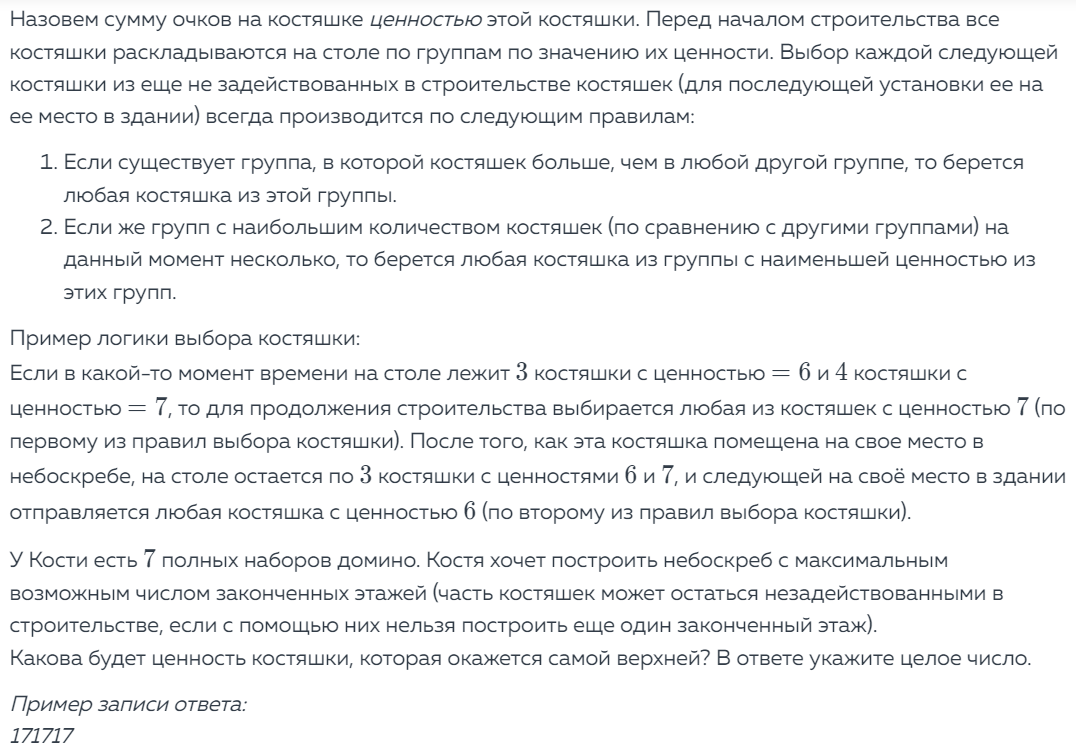 Назовем сумму очков на костяшке ценностью этой костяшки. Перед началом строительства все
костяшки раскладываются на столе по группам по значению их ценности. Выбор каждой следующей
костяшки из еще не задействованных в строительстве костяшек (для последующей установки ее на
ее место в здании) всегда производится по следующим правилам:
1. Если существует группа, в которой костяшек больше, чем в любой другой группе, то берется
любая костяшка из этой группы.
2. Если же групп с наибольшим количеством костяшек (по сравнению с другими группами) на
данный момент несколько, то берется любая костяшка из группы с наименьшей ценностью из
этих групп.
Пример логики выбора костяшки:
Если в какой-то момент времени на столе лежит 3 костяшки с ценностью = 6 и 4 костяшки с
ценностью = 7, то для продолжения строительства выбирается любая из костяшек с ценностью 7 (по
первому из правил выбора костяшки). После того, как эта костяшка помещена на свое место в
небоскребе, на столе остается по 3 костяшки с ценностями 6 и 7, и следующей на своё место в здании
отправляется любая костяшка с ценностью 6 (по второму из правил выбора костяшки).
У Кости есть 7 полных наборов домино. Костя хочет построить небоскреб с максимальным
возможным числом законченных этажей (часть костяшек может остаться незадействованными в
строительстве, если с помощью них нельзя построить еще один законченный этаж).
Какова будет ценность костяшки, которая окажется самой верхней? В ответе укажите целое число.
Пример записи ответа:
171717